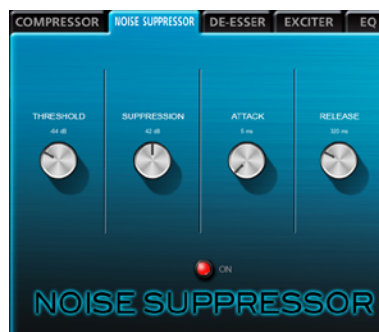 COMPRESSOR NOISE SUPPRESSOR DE-ESSER EXCITER EQ
THRESHOLD SUPPRESSION ATTACK RELEASE
-64 dB 42 dB 5 ms 320 ms
ON
NOISE SUPPRESSOR